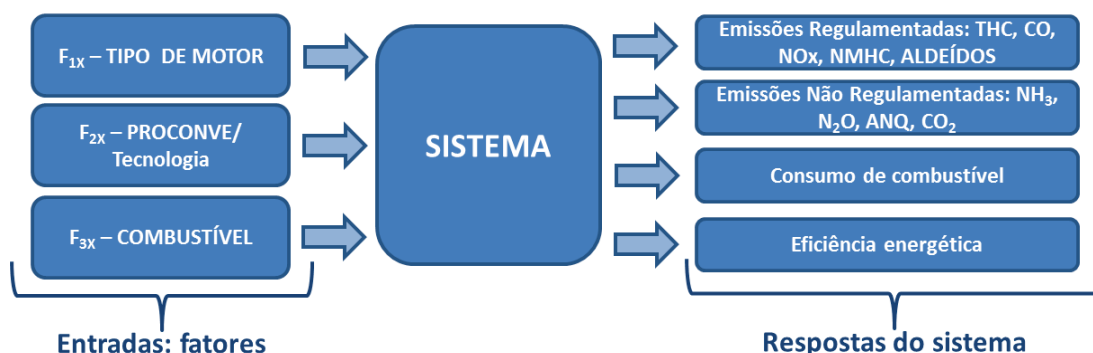 F1X – TIPO DE MOTOR
F2X – PROCONVE/
Tecnologia
F3X – COMBUSTÍVEL
Entradas: fatores
SISTEMA
Emissões Regulamentadas: THC, CO,
NOx, NMHC, ALDEÍDOS
Emissões Não Regulamentadas: NH3,
N2O, ANQ, CO2
Consumo de combustível
Eficiência energética
Respostas do sistema